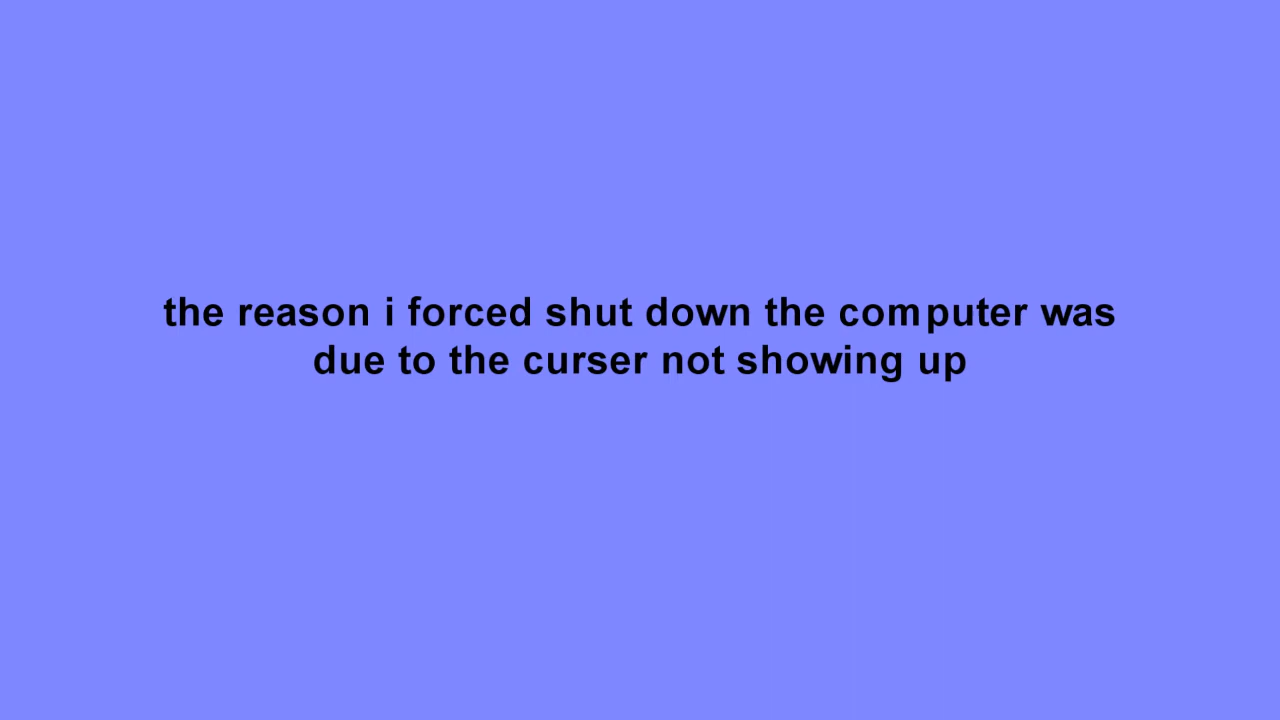 the reason i forced shut down the computer was
due to the curser not showing up